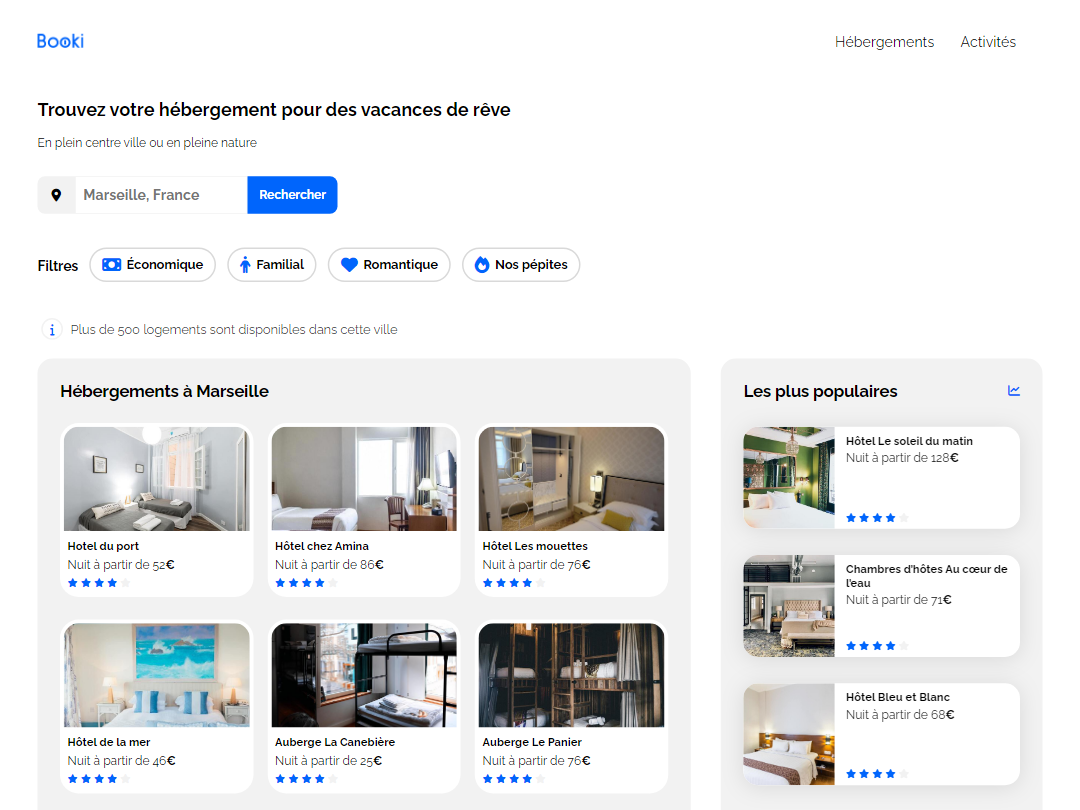 Booki
Hébergements
Activités
Trouvez votre hébergement pour des vacances de rêve
En plein centre ville ou en pleine nature
Marseille, France
Rechercher
Filtres
Économique
Familial
Romantique
Nos pépites
Plus de 500 logements sont disponibles dans cette ville
Hébergements à Marseille
Hotel du port
Nuit à partir de 52€
Hôtel chez Amina
Nuit à partir de 86€
Hôtel Les mouettes
Nuit à partir de 76€
Hôtel de la mer
Nuit à partir de 46€
Auberge La Canebière
Nuit à partir de 25€
Auberge Le Panier
Nuit à partir de 76€
Les plus populaires
Hôtel Le soleil du matin
Nuit à partir de 128€
Chambres d'hôtes Au cœur de
l'eau
Nuit à partir de 71€
Hôtel Bleu et Blanc
Nuit à partir de 68€